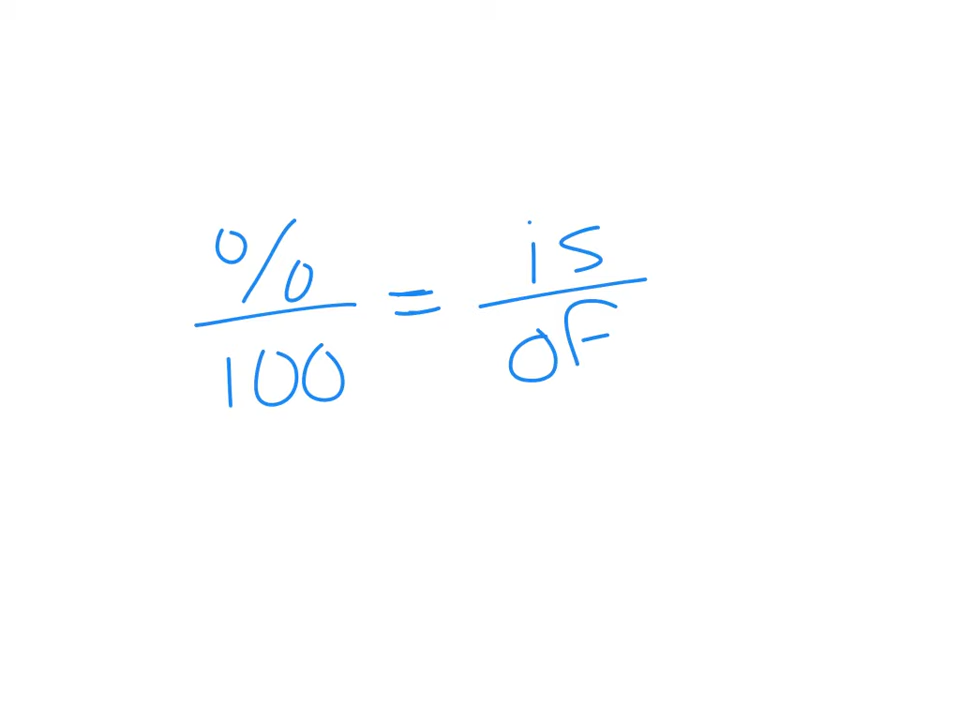 % / 100 = is / oF